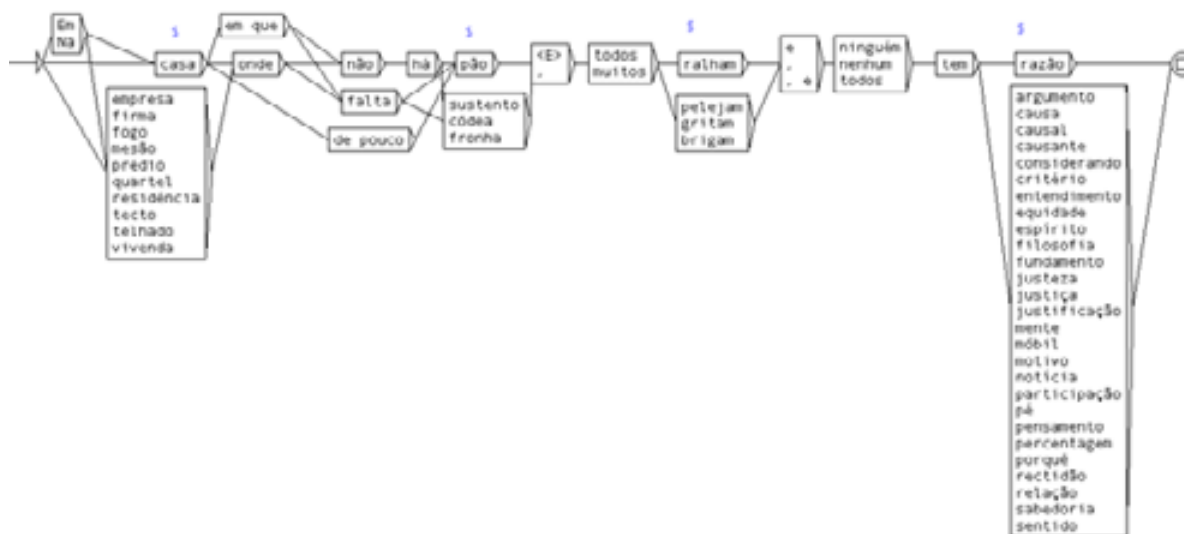 Em
Na
$
casa
empresa
firma
fogo
mesão
prédio
quartel
residência
tecto
telhado
vivenda
em que
onde
não
falta
de pouco
há
$
pão
sustento
côdea
fronha
<E>
,
todos
muitos
$
ralham
pelejam
gritam
brigam
e
,
, e
ninguém
nenhum
todos
tem
$
razão
argumento
causa
causal
causante
considerando
critério
entendimento
equidade
espírito
filosofia
fundamento
justeza
justiça
justificação
mente
móbil
motivo
notícia
participação
pé
pensamento
percentagem
porquê
rectidão
relação
sabedoria
sentido